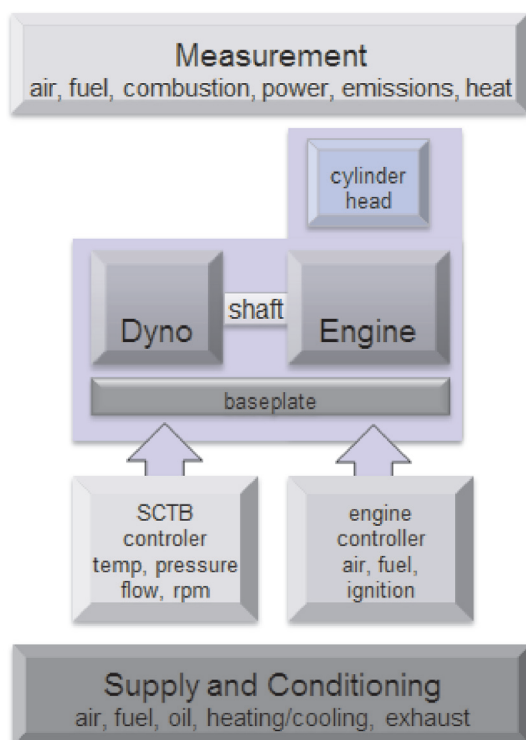 Measurement
air, fuel, combustion, power, emissions, heat
cylinder
head
Dyno
shaft
Engine
baseplate
SCTB
controler
temp, pressure
flow, rpm
engine
controller
air, fuel,
ignition
Supply and Conditioning
air, fuel, oil, heating/cooling, exhaust